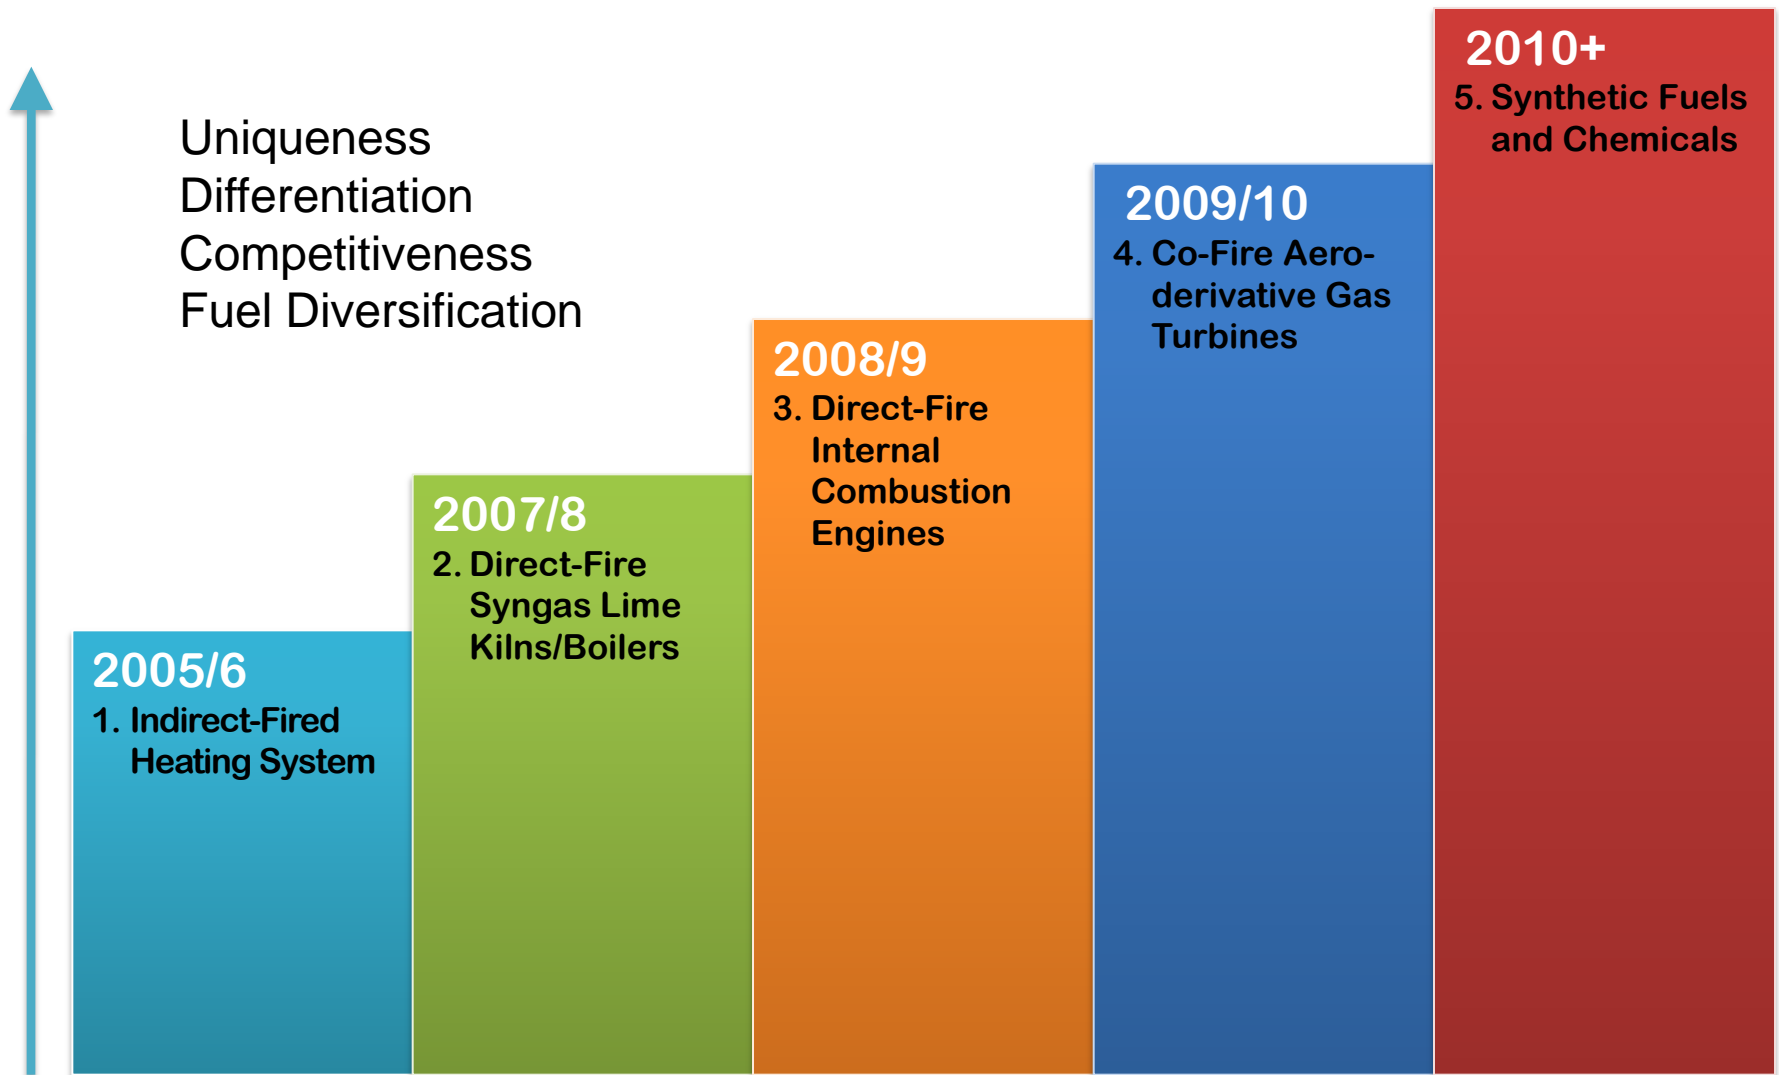 Uniqueness
Differentiation
Competitiveness
Fuel Diversification
2005/6
1. Indirect-Fired
Heating System
2007/8
2. Direct-Fire
Syngas Lime
Kilns/Boilers
2008/9
3. Direct-Fire
Internal
Combustion
Engines
2009/10
4. Co-Fire Aero-
derivative Gas
Turbines
2010+
5. Synthetic Fuels
and Chemicals